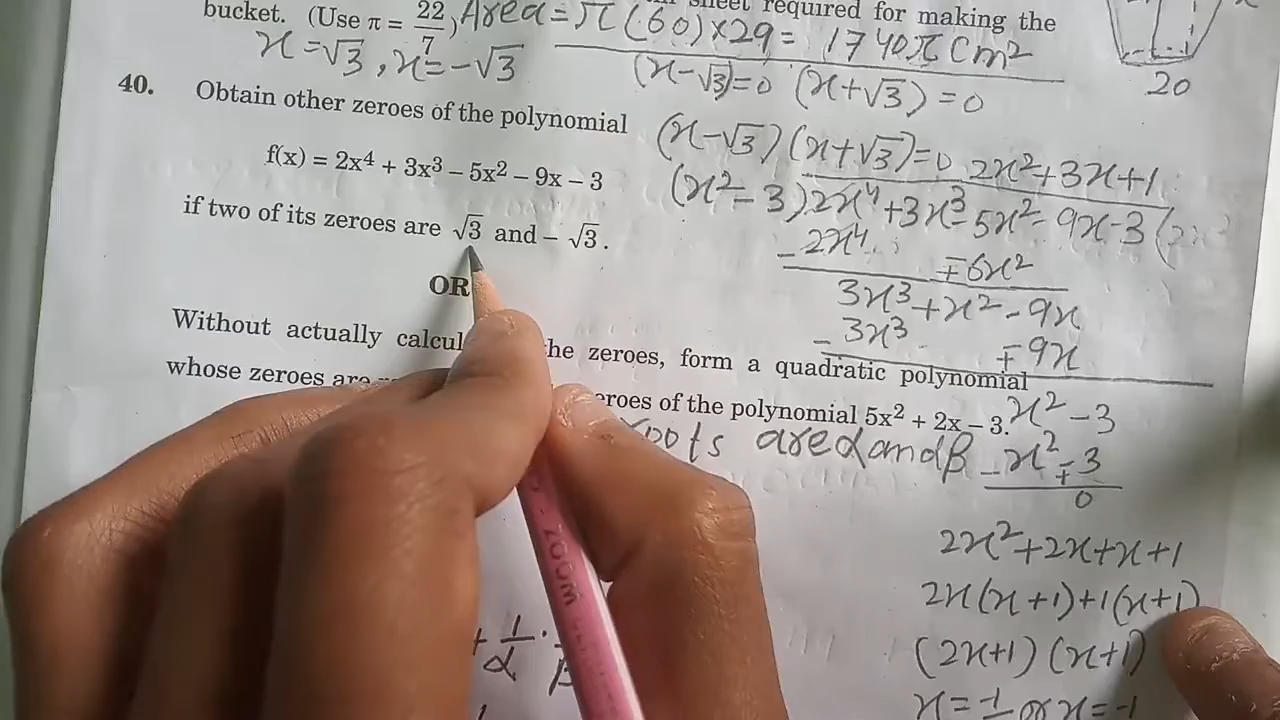 sheet required for making the
bucket. (Use π = 22/7) Area = π(60)×29 = 1740π cm²
x = √3, x = -√3
(x-√3)=0 (x+√3)=0
20
40. Obtain other zeroes of the polynomial
(x-√3)(x+√3)=0
f(x) = 2x⁴ + 3x³ – 5x² – 9x – 3
2x²+3x+1
(x²-3)2x⁴+3x³-5x²-9x-3(
if two of its zeroes are √3 and – √3.
-2x⁴ ∓6x²
OR
3x³+x²-9x
-3x³ ∓9x
Without actually calcul he zeroes, form a quadratic polynomial
whose zeroes are eroes of the polynomial 5x² + 2x – 3.
x²-3
roots are α and β
-x²∓3
0
2x²+2x+x+1
2x(x+1)+1(x+1)
(2x+1)(x+1)
+ 1/α · 
x = -1/ or x = -1